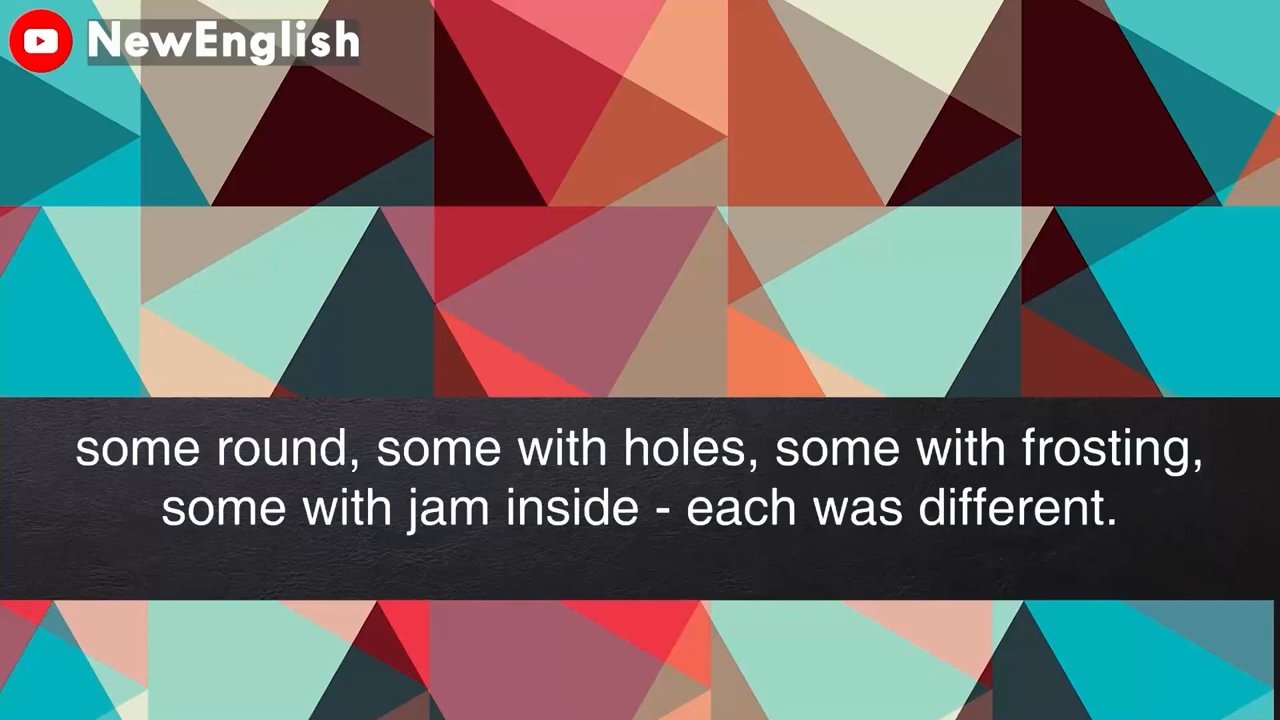 NewEnglish
some round, some with holes, some with frosting,
some with jam inside - each was different.